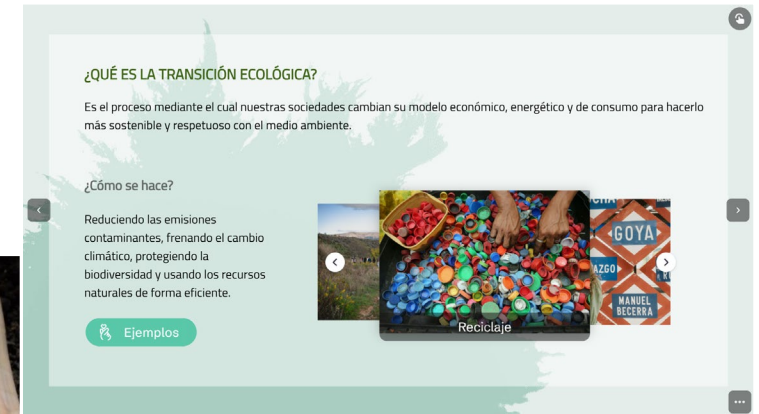 ¿QUÉ ES LA TRANSICIÓN ECOLÓGICA?
Es el proceso mediante el cual nuestras sociedades cambian su modelo económico, energético y de consumo para hacerlo
más sostenible y respetuoso con el medio ambiente.
¿Cómo se hace?
Reduciendo las emisiones
contaminantes, frenando el cambio
climático, protegiendo la
biodiversidad y usando los recursos
naturales de forma eficiente.
Ejemplos
Reciclaje
GOYA
AZGO
MANUEL
BECERRA